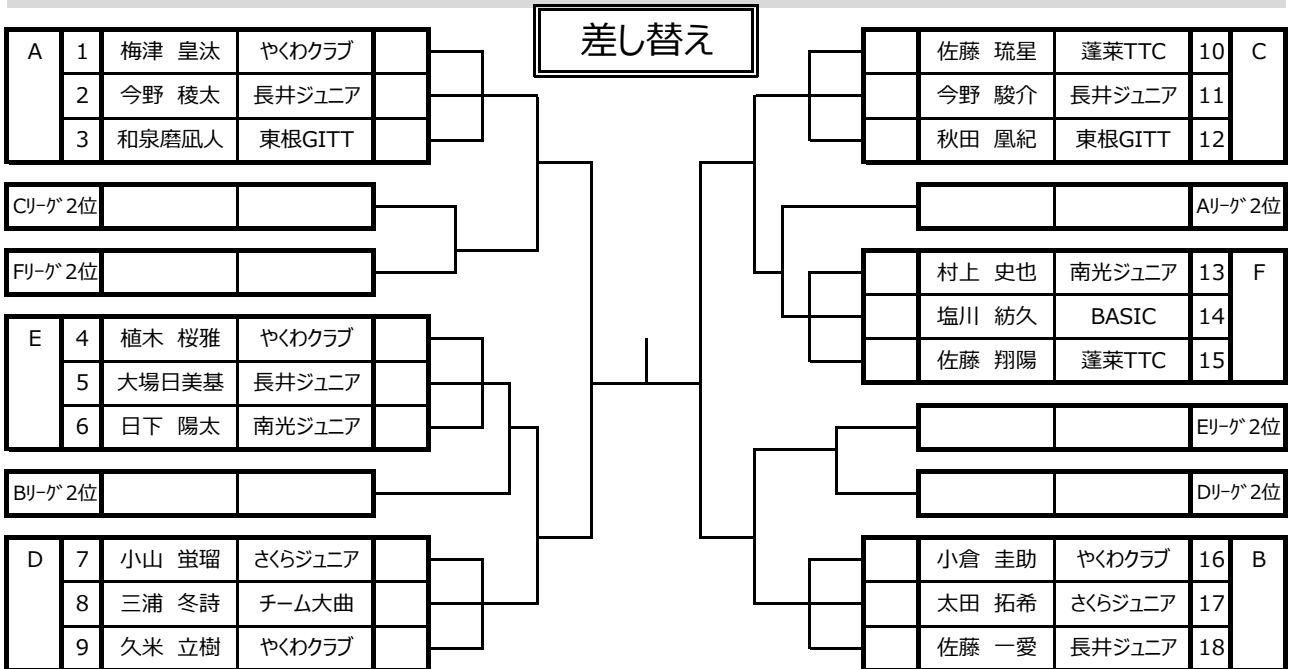 差し替え
A 1 梅津 皇汰 やくわクラブ
2 今野 稜太 長井ジュニア
3 和泉磨凪人 東根GITT
Cリーグ2位
Fリーグ2位
E 4 植木 桜雅 やくわクラブ
5 大場日美基 長井ジュニア
6 日下 陽太 南光ジュニア
Bリーグ2位
D 7 小山 蛍瑠 さくらジュニア
8 三浦 冬詩 チーム大曲
9 久米 立樹 やくわクラブ
佐藤 琉星 蓬莱TTC 10 C
今野 駿介 長井ジュニア 11
秋田 凰紀 東根GITT 12
Aリーグ2位
村上 史也 南光ジュニア 13 F
塩川 紡久 BASIC 14
佐藤 翔陽 蓬莱TTC 15
Eリーグ2位
Dリーグ2位
小倉 圭助 やくわクラブ 16 B
太田 拓希 さくらジュニア 17
佐藤 一愛 長井ジュニア 18